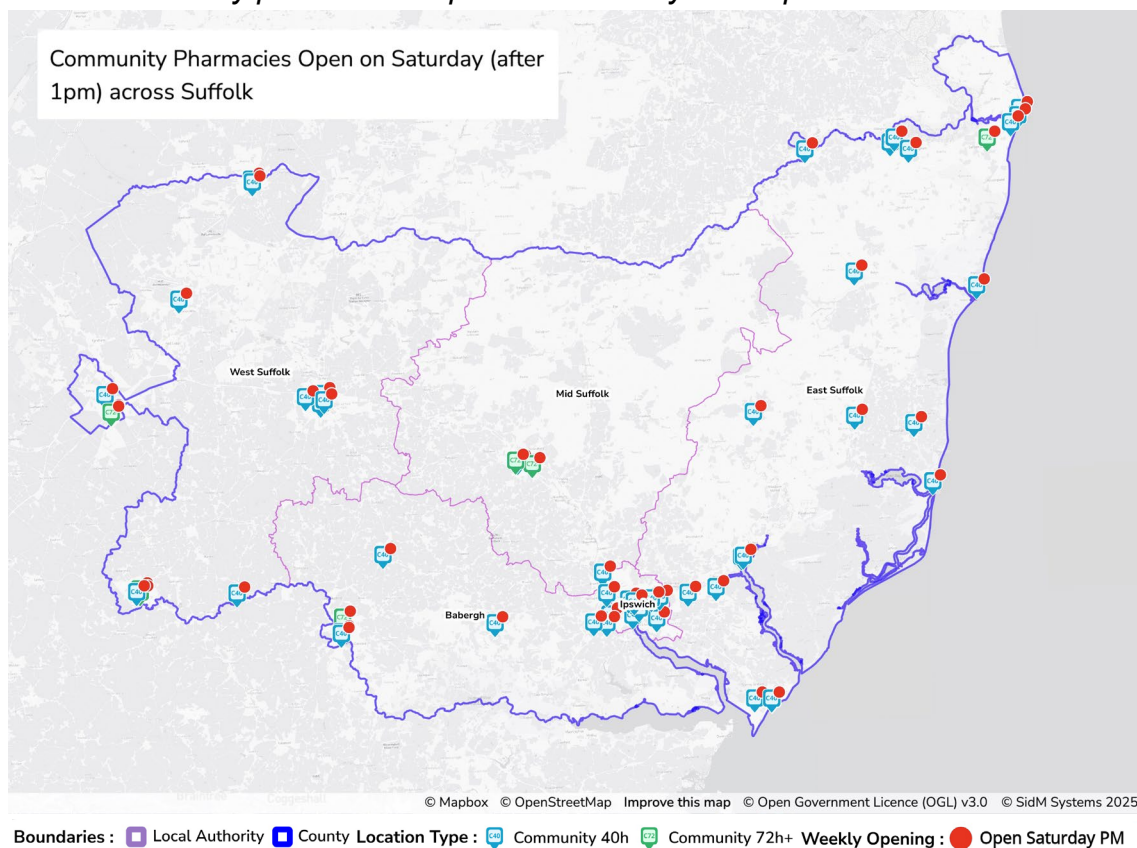 Community Pharmacies Open on Saturday (after
1pm) across Suffolk
West Suffolk
Mid Suffolk
East Suffolk
Babergh
Ipswich
© Mapbox © OpenStreetMap Improve this map © Open Government Licence (OGL) v3.0 © SidM Systems 2025
Boundaries : Local Authority County Location Type : C40 Community 40h C72 Community 72h+ Weekly Opening : Open Saturday PM